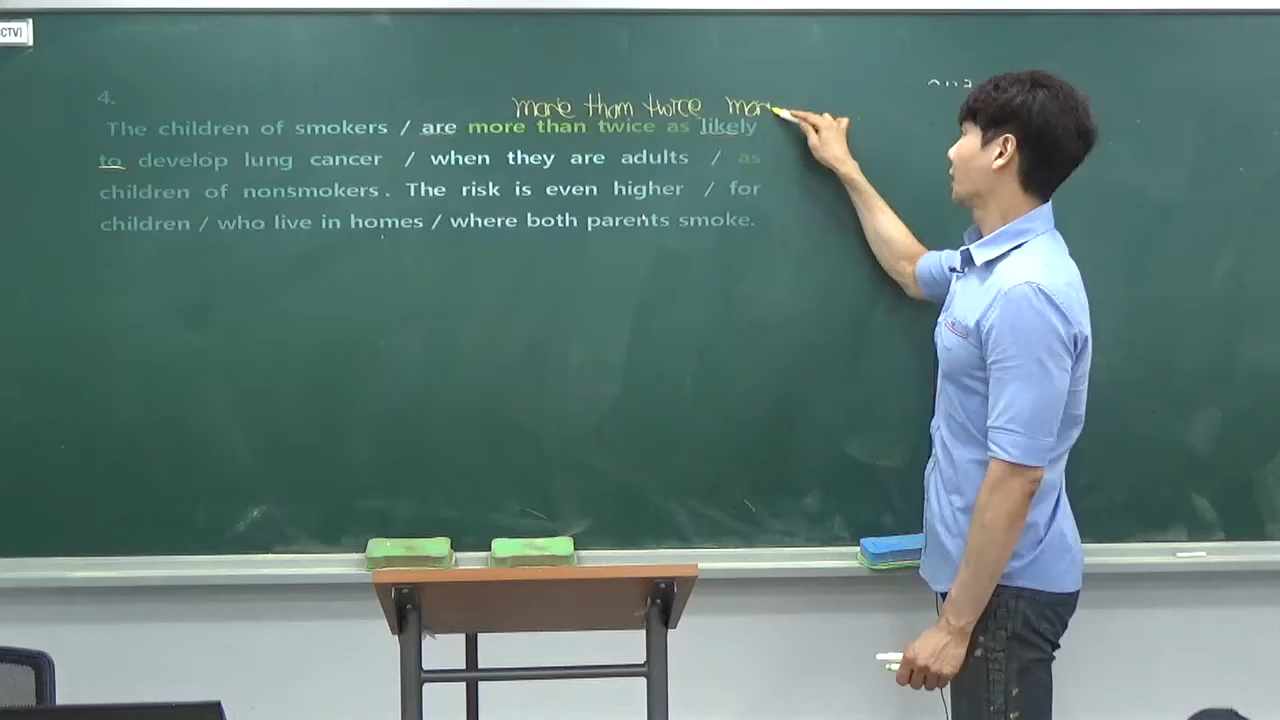 CTV]
4.
more than twice mor
The children of smokers / are more than twice as likely
to develop lung cancer / when they are adults / as
children of nonsmokers. The risk is even higher / for
children / who live in homes / where both parents smoke.